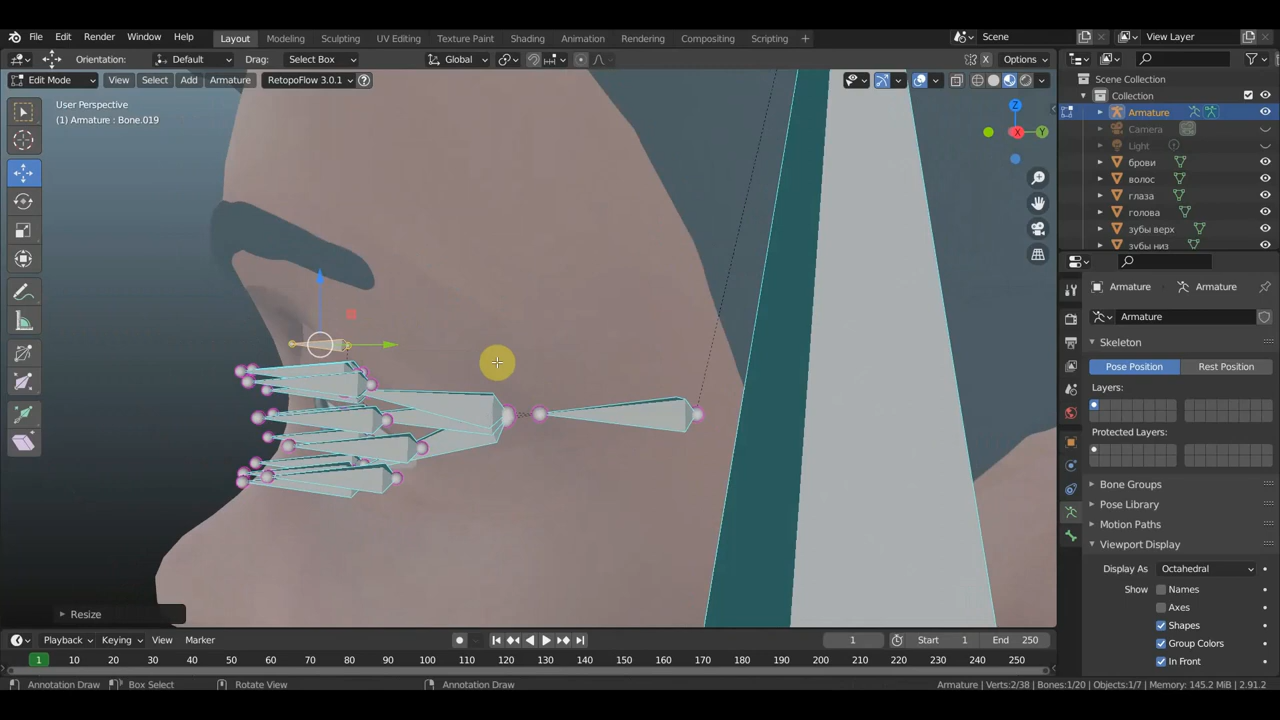 File Edit Render Window Help Layout Modeling Sculpting UV Editing Texture Paint Shading Animation Rendering Compositing Scripting + Scene View Layer
Orientation: Default Drag: Select Box Global Options
Edit Mode View Select Add Armature RetopoFlow 3.0.1 ?
User Perspective
(1) Armature : Bone.019
Z
X
Y
Resize
Scene Collection
Collection
Armature
Camera
Light
брови
волос
глаза
голова
зубы верх
зубы низ
Armature Armature
Armature
Skeleton
Pose Position Rest Position
Layers:
Protected Layers:
Bone Groups
Pose Library
Motion Paths
Viewport Display
Display As Octahedral
Show Names
Axes
Shapes
Group Colors
In Front
Playback Keying View Marker 1 Start 1 End 250
1 10 20 30 40 50 60 70 80 90 100 110 120 130 140 150 160 170 180 190 200 210 220 230 240 250
Annotation Draw Box Select Rotate View Annotation Draw Armature | Verts:2/38 | Bones:1/20 | Objects:1/7 | Memory: 145.2 MiB | 2.91.2